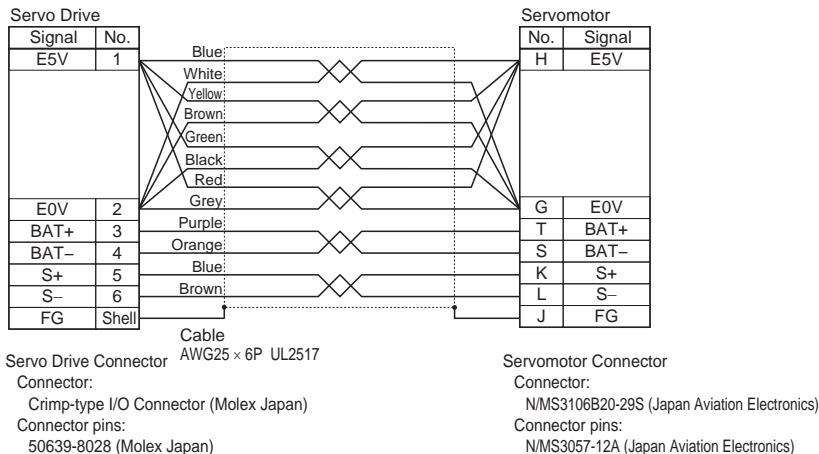 Servo Drive
Servomotor
Signal No.
No. Signal
E5V 1
H E5V
Blue
White
Yellow
Brown
Green
Black
Red
Grey
E0V 2
G E0V
Purple
BAT+ 3
T BAT+
Orange
BAT− 4
S BAT−
Blue
S+ 5
K S+
Brown
S− 6
L S−
FG Shell
J FG
Cable
AWG25 × 6P UL2517
Servo Drive Connector
Connector:
Crimp-type I/O Connector (Molex Japan)
Connector pins:
50639-8028 (Molex Japan)
Servomotor Connector
Connector:
N/MS3106B20-29S (Japan Aviation Electronics)
Connector pins:
N/MS3057-12A (Japan Aviation Electronics)